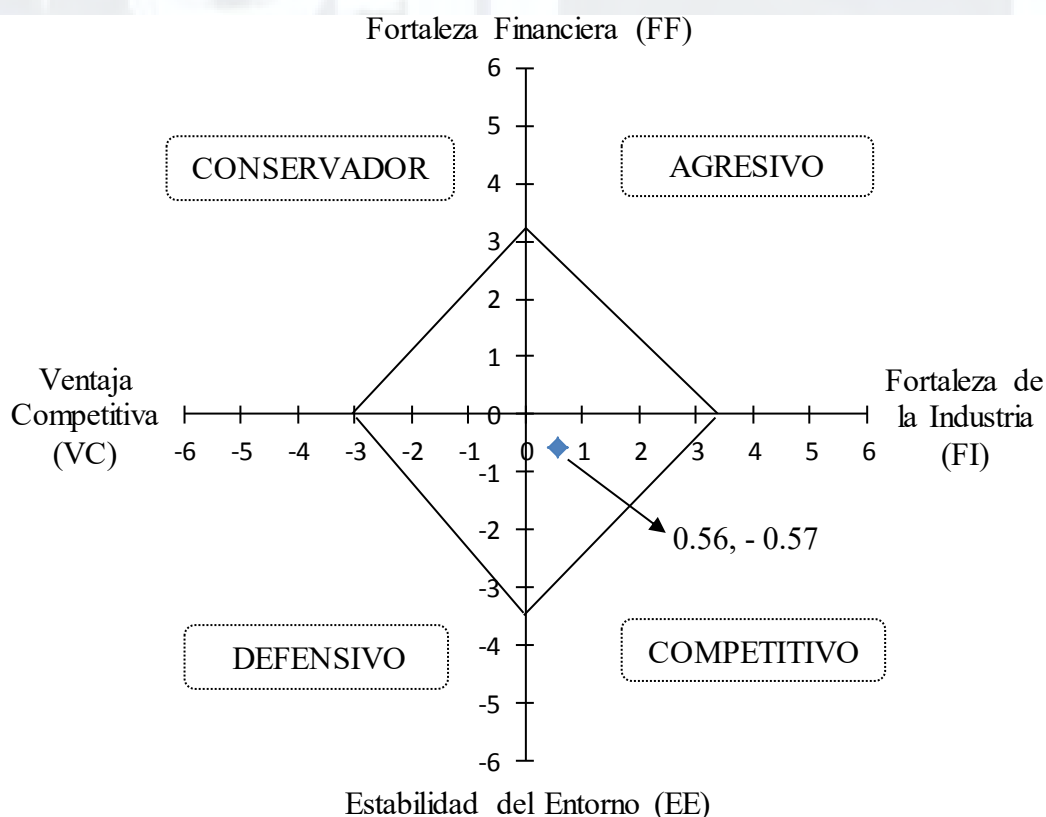 Fortaleza Financiera (FF)
6
5
CONSERVADOR
AGRESIVO
4
3
2
1
Ventaja
Competitiva
(VC)
0
Fortaleza de
la Industria
(FI)
-6 -5 -4 -3 -2 -1 0 1 2 3 4 5 6
-1
-2
0.56, - 0.57
-3
DEFENSIVO
COMPETITIVO
-4
-5
-6
Estabilidad del Entorno (EE)